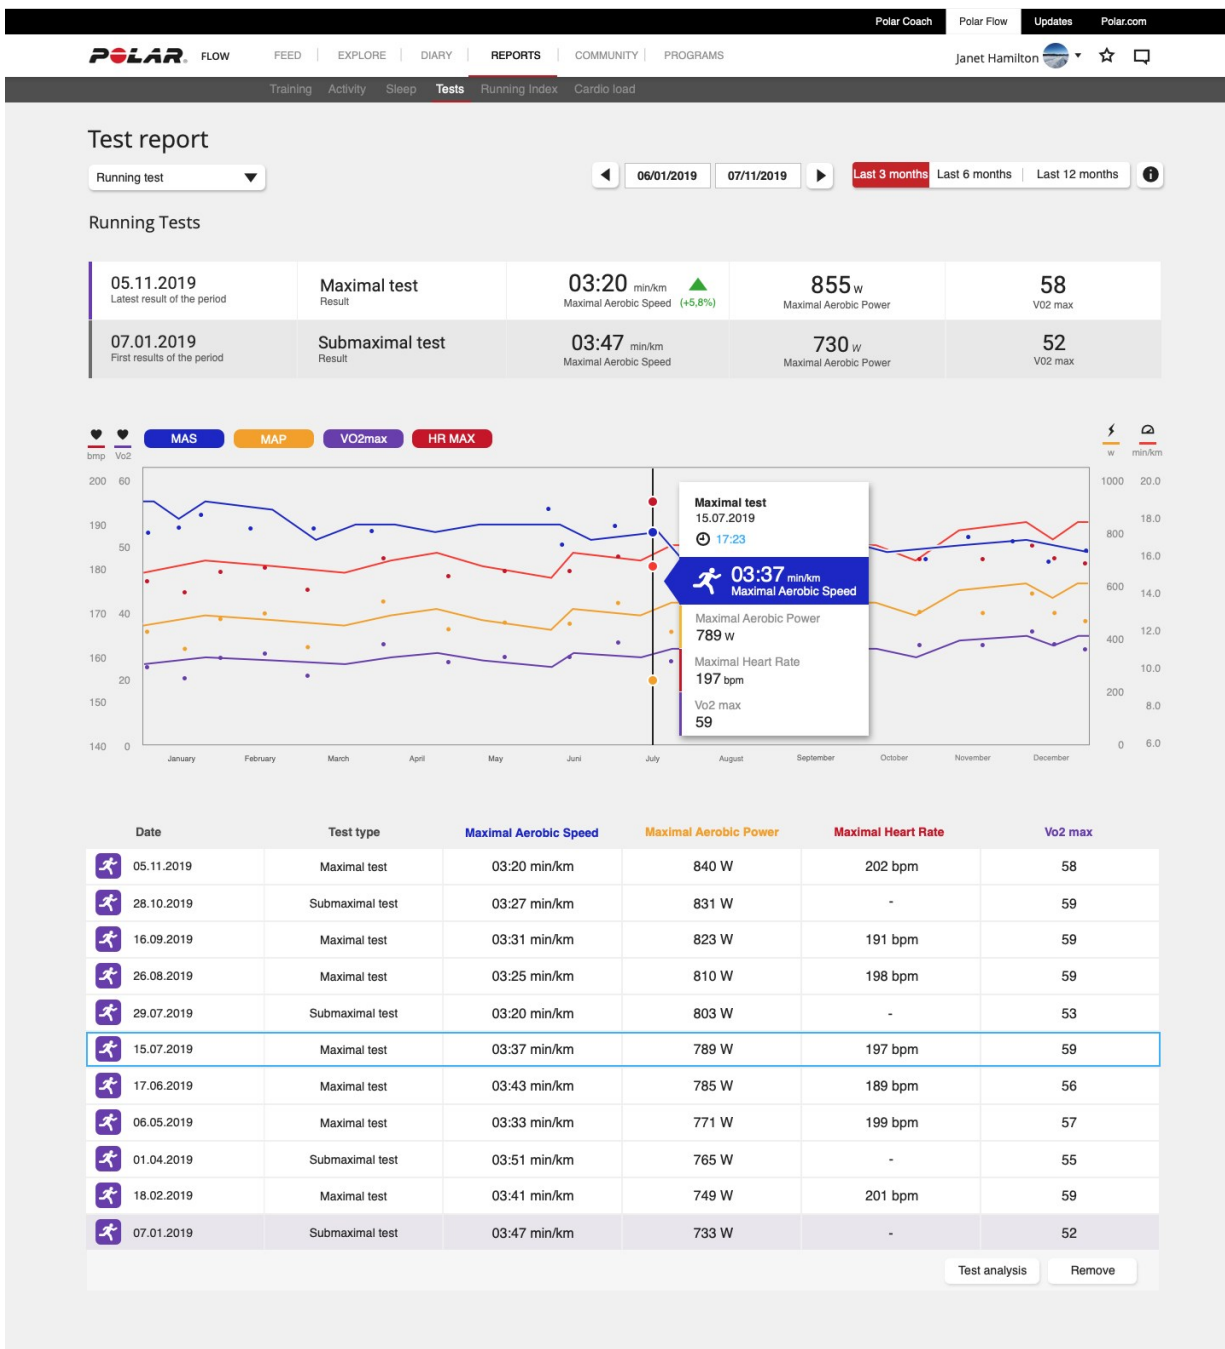 Polar Coach Polar Flow Updates Polar.com
POLAR. FLOW FEED EXPLORE DIARY REPORTS COMMUNITY PROGRAMS Janet Hamilton
Training Activity Sleep Tests Running Index Cardio load
Test report
Running test 06/01/2019 07/11/2019 Last 3 months Last 6 months Last 12 months
Running Tests
05.11.2019 Maximal test 03:20 min/km 855 w 58
Latest result of the period Result Maximal Aerobic Speed (+5,8%) Maximal Aerobic Power V02 max
07.01.2019 Submaximal test 03:47 min/km 730 w 52
First results of the period Result Maximal Aerobic Speed Maximal Aerobic Power V02 max
MAS MAP VO2max HR MAX
bmp Vo2 w min/km
200 60 1000 20.0
190 800 18.0
50 16.0
180 600 14.0
170 40 400 12.0
160 10.0
20 200
150 8.0
140 0 0 6.0
Maximal test
15.07.2019
17:23
03:37 min/km
Maximal Aerobic Speed
Maximal Aerobic Power
789 w
Maximal Heart Rate
197 bpm
Vo2 max
59
January February March April May Juni July August September October November December
Date Test type Maximal Aerobic Speed Maximal Aerobic Power Maximal Heart Rate Vo2 max
05.11.2019 Maximal test 03:20 min/km 840 W 202 bpm 58
28.10.2019 Submaximal test 03:27 min/km 831 W - 59
16.09.2019 Maximal test 03:31 min/km 823 W 191 bpm 59
26.08.2019 Maximal test 03:25 min/km 810 W 198 bpm 59
29.07.2019 Submaximal test 03:20 min/km 803 W - 53
15.07.2019 Maximal test 03:37 min/km 789 W 197 bpm 59
17.06.2019 Maximal test 03:43 min/km 785 W 189 bpm 56
06.05.2019 Maximal test 03:33 min/km 771 W 199 bpm 57
01.04.2019 Submaximal test 03:51 min/km 765 W - 55
18.02.2019 Maximal test 03:41 min/km 749 W 201 bpm 59
07.01.2019 Submaximal test 03:47 min/km 733 W - 52
Test analysis Remove